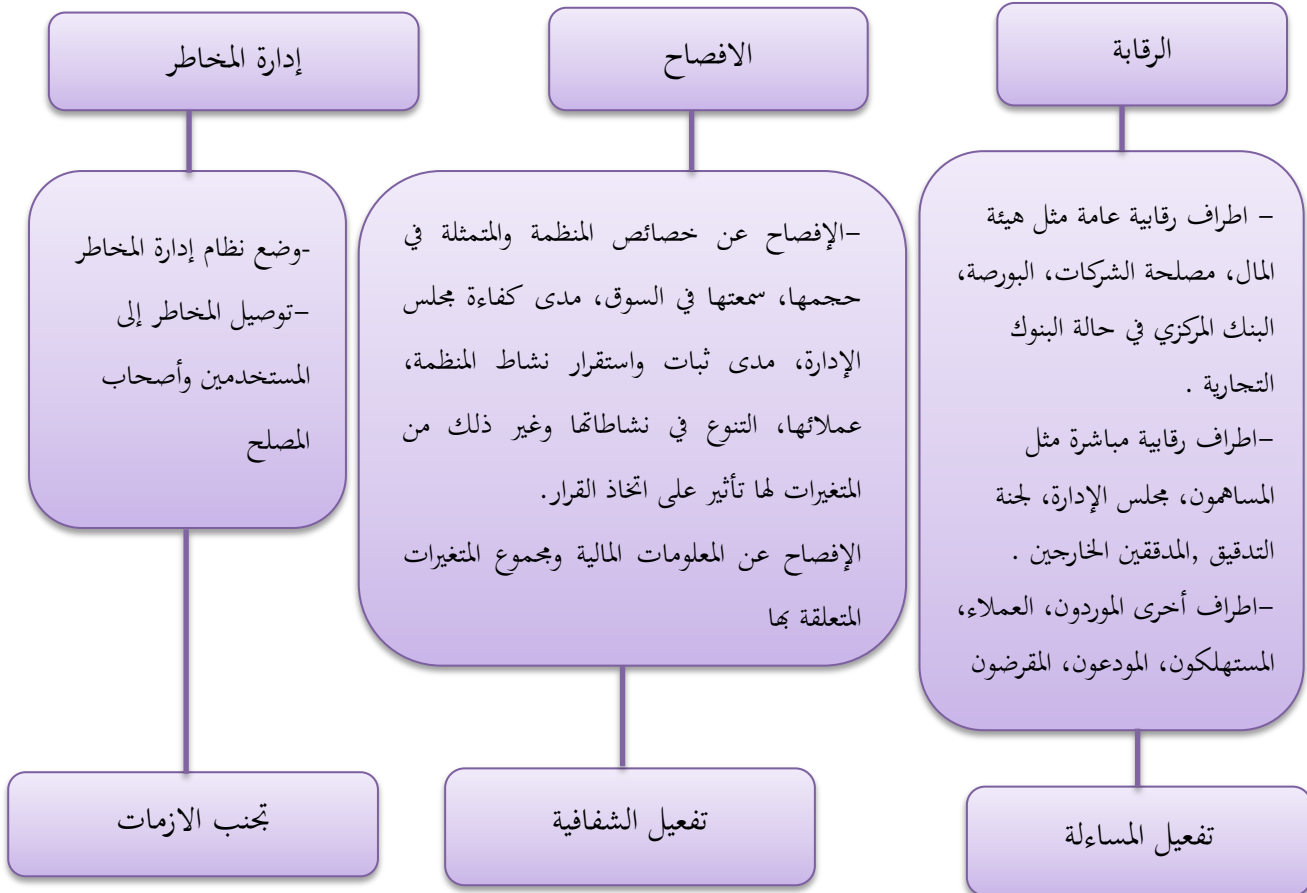 الرقابة
– اطراف رقابية عامة مثل هيئة
المال، مصلحة الشركات، البورصة،
البنك المركزي في حالة البنوك
التجارية .
–اطراف رقابية مباشرة مثل
المساهمون، مجلس الإدارة، لجنة
التدقيق ,المدققين الخارجين .
–اطراف أخرى الموردون، العملاء،
المستهلكون، المودعون، المقرضون
تفعيل المساءلة
الافصاح
–الإفصاح عن خصائص المنظمة والمتمثلة في
حجمها، سمعتها في السوق، مدى كفاءة مجلس
الإدارة، مدى ثبات واستقرار نشاط المنظمة،
عملائها، التنوع في نشاطاتها وغير ذلك من
المتغيرات لها تأثير على اتخاذ القرار.
الإفصاح عن المعلومات المالية ومجموع المتغيرات
المتعلقة بها
تفعيل الشفافية
إدارة المخاطر
-وضع نظام إدارة المخاطر
–توصيل المخاطر إلى
المستخدمين وأصحاب
المصلح
تجنب الازمات